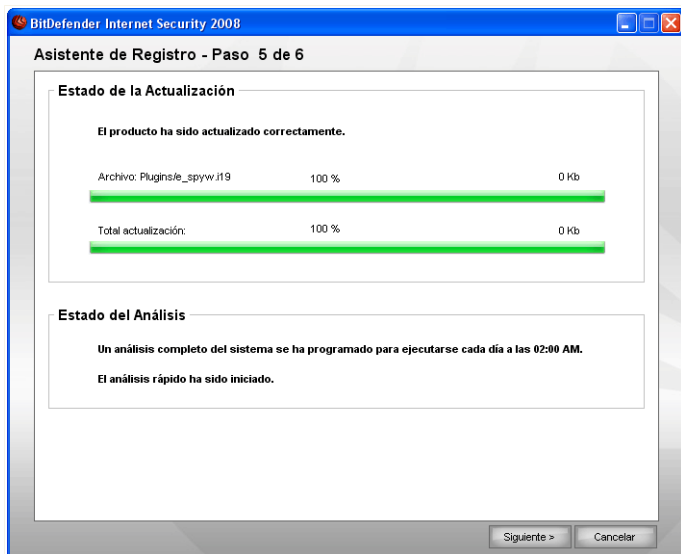 BitDefender Internet Security 2008
Asistente de Registro - Paso 5 de 6
Estado de la Actualización
El producto ha sido actualizado correctamente.
Archivo: Plugins/e_spyw.i19 100 % 0 Kb
Total actualización: 100 % 0 Kb
Estado del Análisis
Un análisis completo del sistema se ha programado para ejecutarse cada día a las 02:00 AM.
El análisis rápido ha sido iniciado.
Siguiente > Cancelar